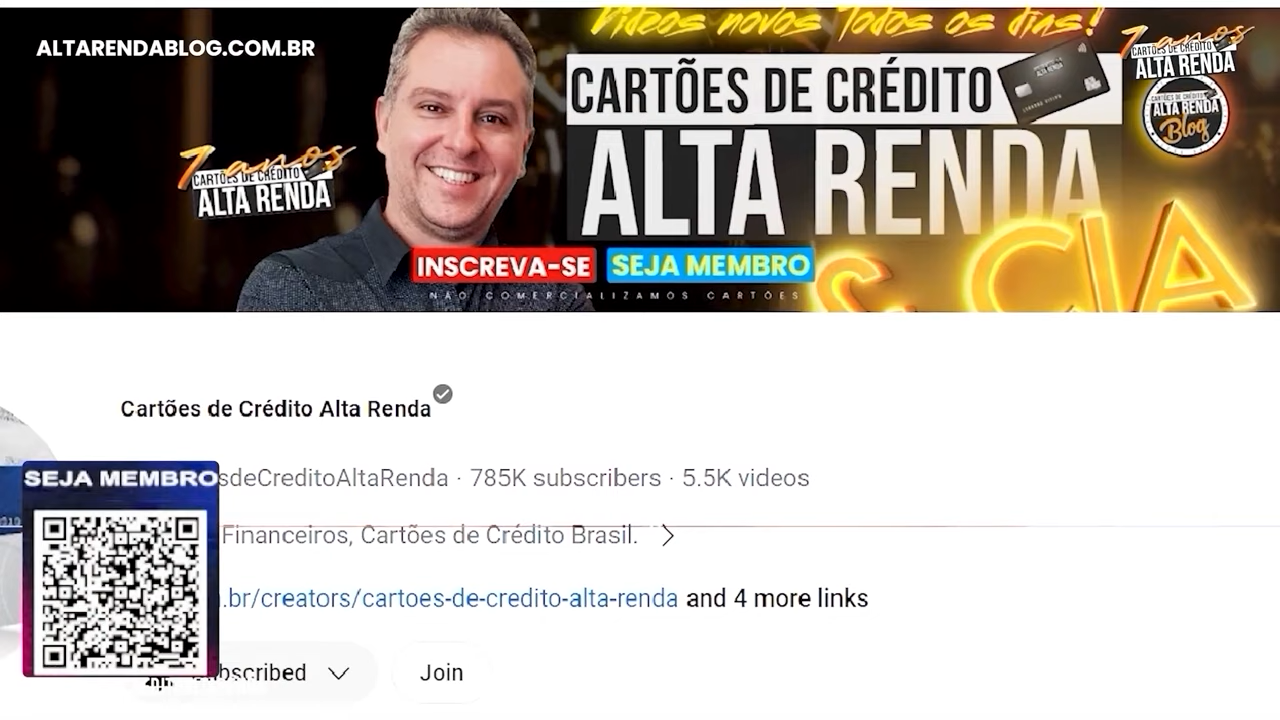 ALTARENDABLOG.COM.BR
Vídeos novos Todos os dias!
CARTÕES DE CRÉDITO
ALTA RENDA
& CIA
7 anos
CARTÕES DE CRÉDITO
ALTA RENDA
CARTÕES DE CRÉDITO
ALTA RENDA
Blog
7 anos
CARTÕES DE CRÉDITO
ALTA RENDA
INSCREVA-SE
SEJA MEMBRO
NÃO COMERCIALIZAMOS CARTÕES
Cartões de Crédito Alta Renda
sdeCreditoAltaRenda · 785K subscribers · 5.5K videos
SEJA MEMBRO
Financeiros, Cartões de Crédito Brasil.
.br/creators/cartoes-de-credito-alta-renda and 4 more links
bscribed
Join